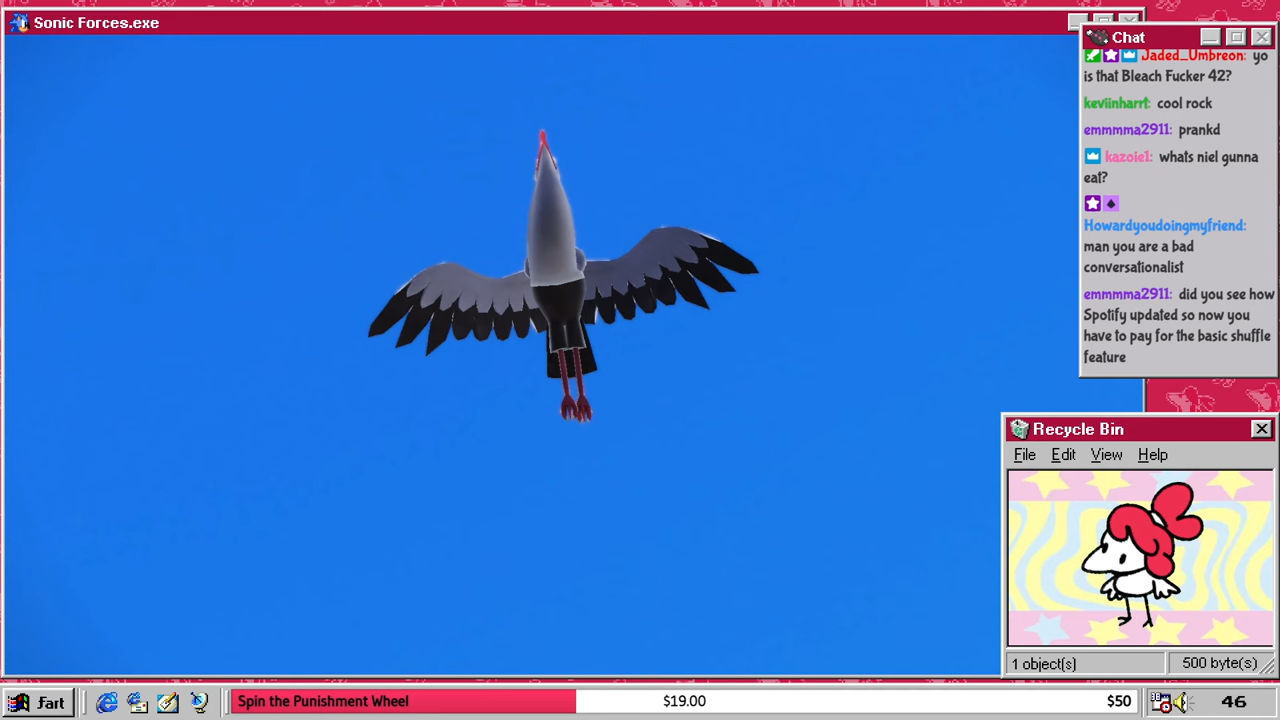 Sonic Forces.exe
Chat
Jaded_Umbreon: yo
is that Bleach Fucker 42?
keviinharrt: cool rock
emmmma2911: prankd
kazoie1: whats niel gunna
eat?
Howardyoudoingmyfriend:
man you are a bad
conversationalist
emmmma2911: did you see how
Spotify updated so now you
have to pay for the basic shuffle
feature
Recycle Bin
File Edit View Help
1 object(s) 500 byte(s)
fart
Spin the Punishment Wheel $19.00 $50
46